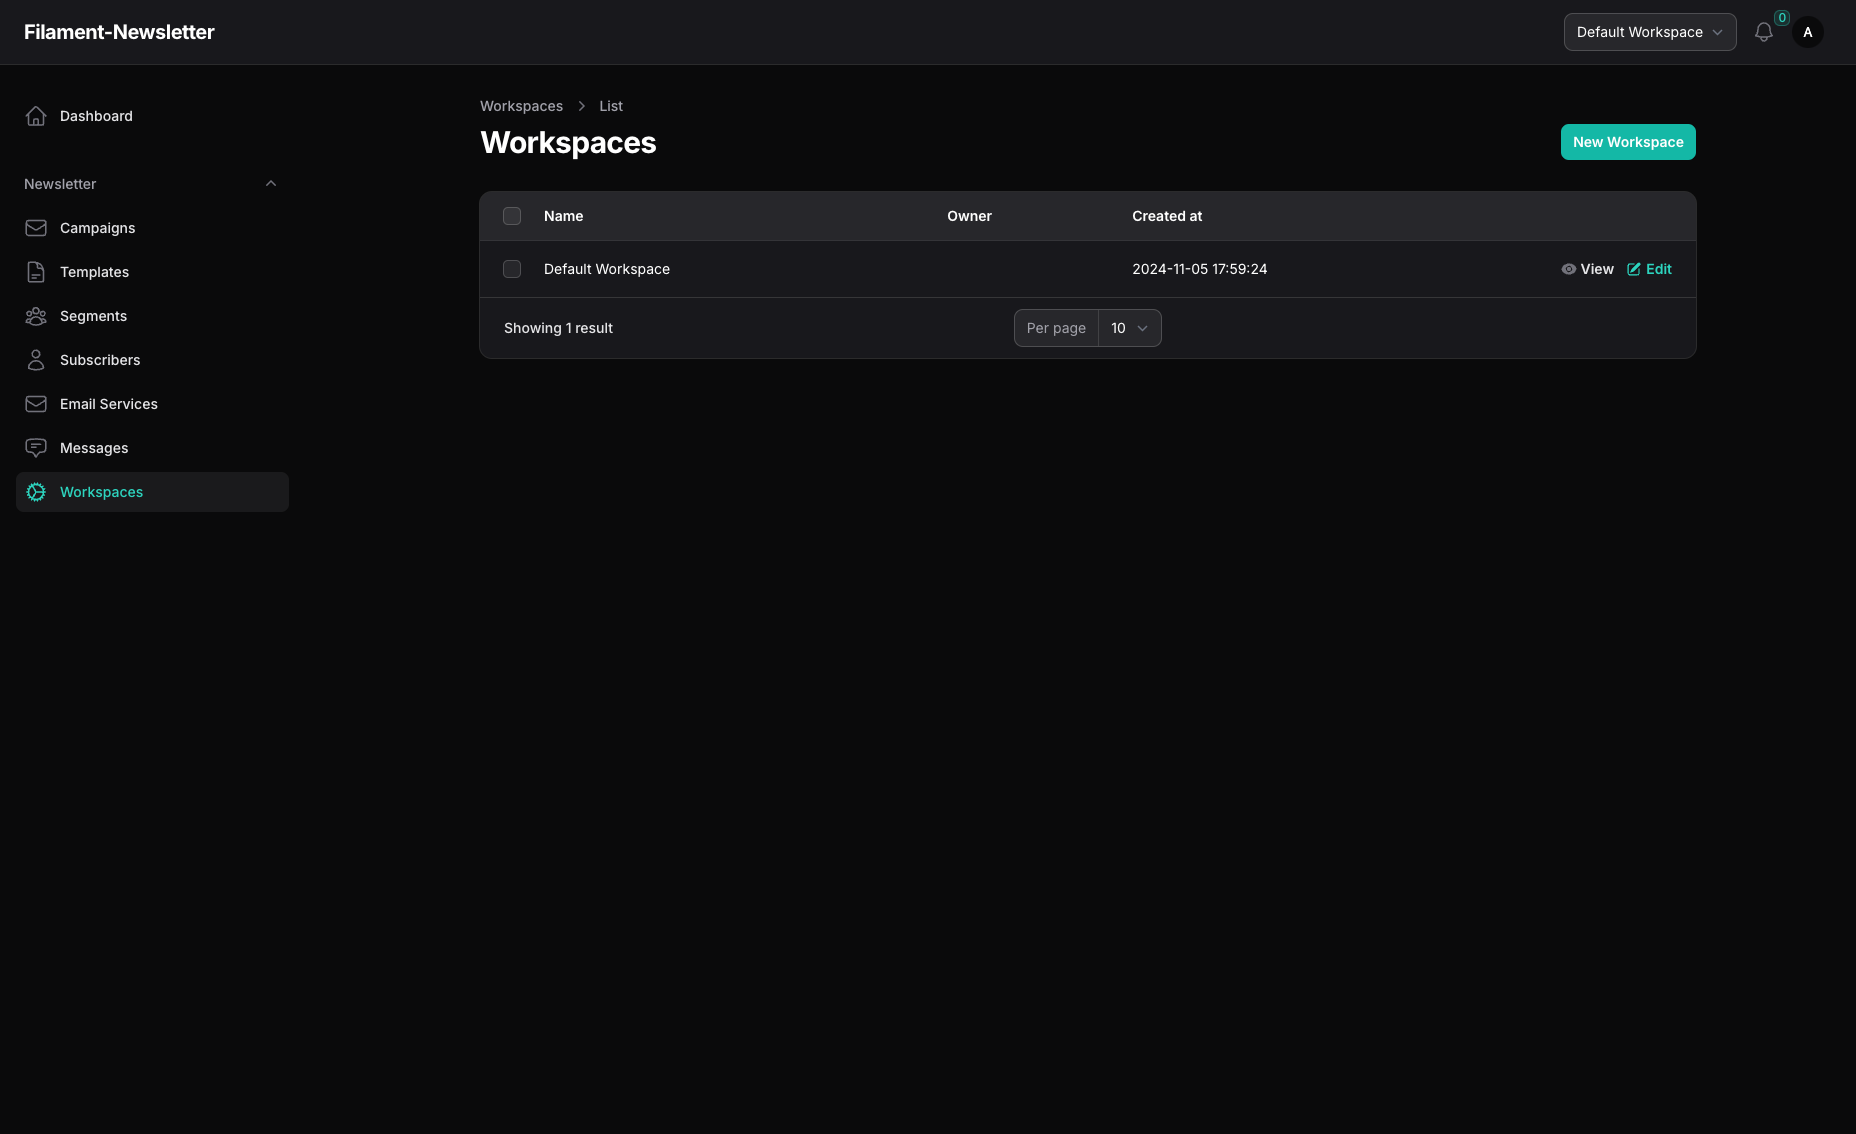 Filament-Newsletter
Default Workspace
0
A
Dashboard
Newsletter
Campaigns
Templates
Segments
Subscribers
Email Services
Messages
Workspaces
Workspaces
List
Workspaces
New Workspace
Name Owner Created at
Default Workspace 2024-11-05 17:59:24 View Edit
Showing 1 result Per page 10